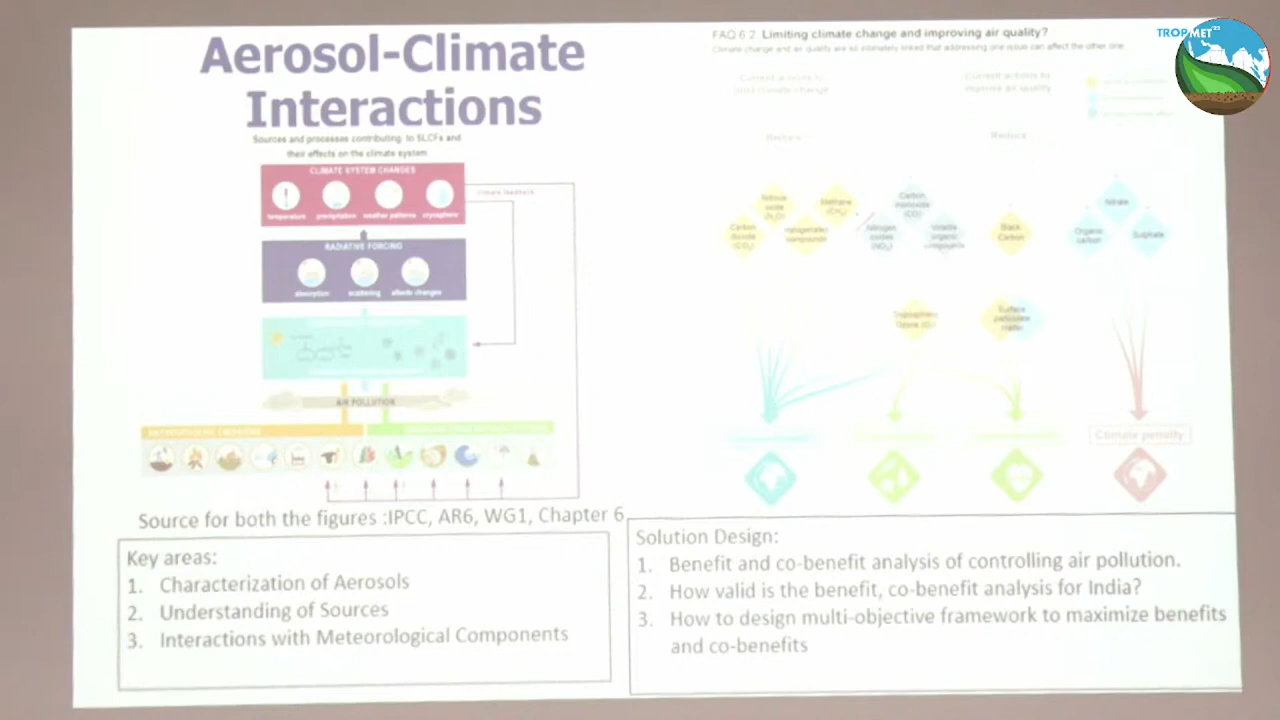 Aerosol-Climate
Interactions
Sources and processes contributing to SLCFs and
their effects on the climate system
CLIMATE SYSTEM CHANGES
temperature precipitation weather patterns cryosphere
climate feedback
RADIATIVE FORCING
absorption scattering albedo changes
AIR POLLUTION
Source for both the figures :IPCC, AR6, WG1, Chapter 6
Key areas:
1. Characterization of Aerosols
2. Understanding of Sources
3. Interactions with Meteorological Components
FAQ 6.2 Limiting climate change and improving air quality?
Climate change and air quality are so intimately linked that addressing one issue can affect the other one
Current actions to
limit climate change
Current actions to
improve air quality
Reduce
Reduce
Carbon
dioxide
(CO₂)
Nitrous
oxide
(N₂O)
Methane
(CH₄)
Carbon
monoxide
(CO)
Nitrogen
oxides
(NOₓ)
Volatile
organic
compounds
Black
Carbon
Nitrate
Organic
carbon
Sulphate
Tropospheric
Ozone (O₃)
Surface
particulate
matter
Climate penalty
Solution Design:
1. Benefit and co-benefit analysis of controlling air pollution.
2. How valid is the benefit, co-benefit analysis for India?
3. How to design multi-objective framework to maximize benefits
and co-benefits
TROPMET